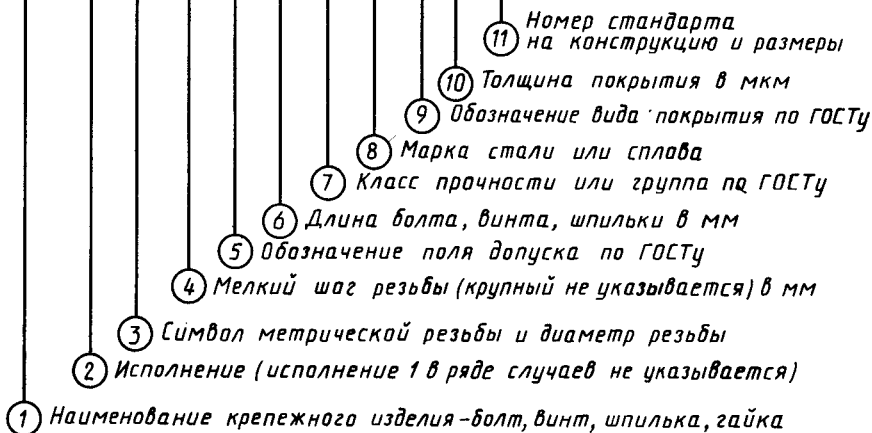 11 Номер стандарта
на конструкцию и размеры
10 Толщина покрытия в мкм
9 Обозначение вида покрытия по ГОСТу
8 Марка стали или сплава
7 Класс прочности или группа по ГОСТу
6 Длина болта, винта, шпильки в мм
5 Обозначение поля допуска по ГОСТу
4 Мелкий шаг резьбы (крупный не указывается) в мм
3 Символ метрической резьбы и диаметр резьбы
2 Исполнение (исполнение 1 в ряде случаев не указывается)
1 Наименование крепежного изделия - болт, винт, шпилька, гайка